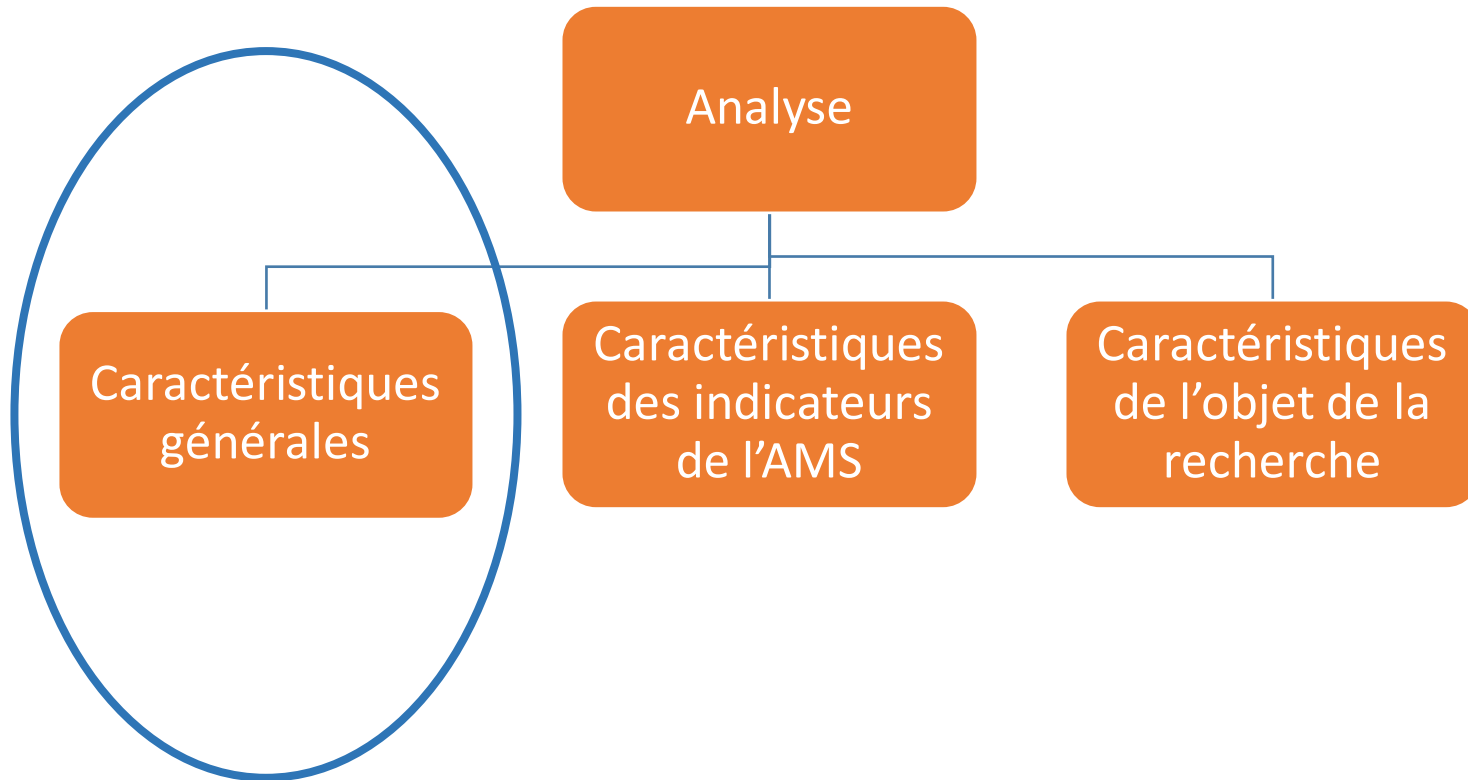 Analyse
Caractéristiques
générales
Caractéristiques
des indicateurs
de l’AMS
Caractéristiques
de l’objet de la
recherche